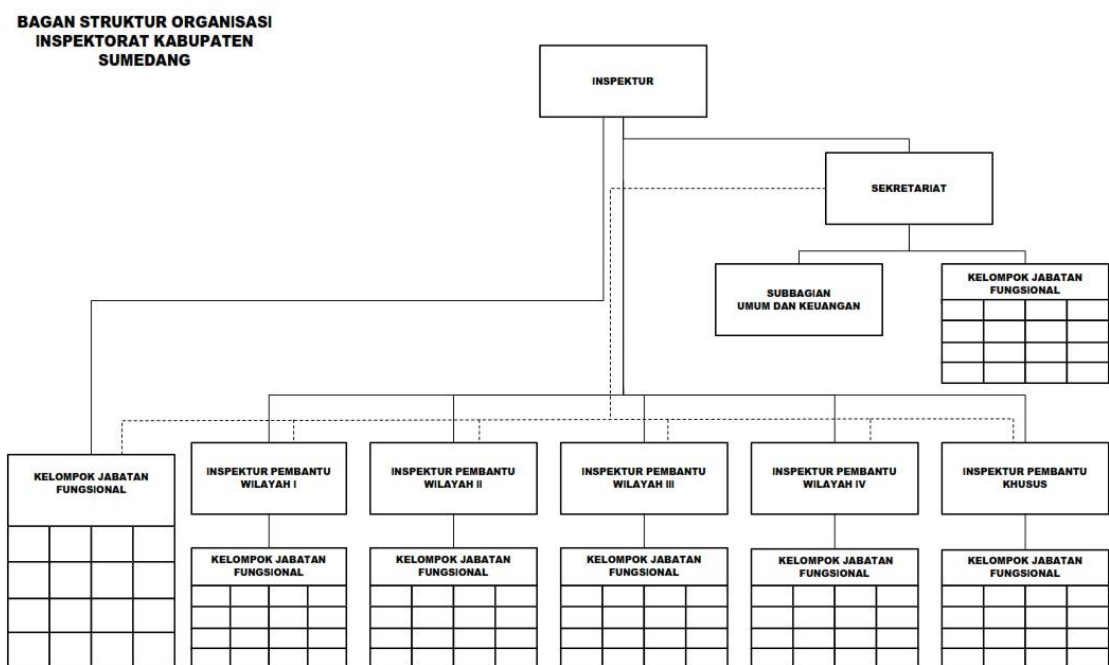 BAGAN STRUKTUR ORGANISASI
INSPEKTORAT KABUPATEN
SUMEDANG
INSPEKTUR
SEKRETARIAT
SUBBAGIAN
UMUM DAN KEUANGAN
KELOMPOK JABATAN
FUNGSIONAL
KELOMPOK JABATAN
FUNGSIONAL
INSPEKTUR PEMBANTU
WILAYAH I
INSPEKTUR PEMBANTU
WILAYAH II
INSPEKTUR PEMBANTU
WILAYAH III
INSPEKTUR PEMBANTU
WILAYAH IV
INSPEKTUR PEMBANTU
KHUSUS
KELOMPOK JABATAN
FUNGSIONAL
KELOMPOK JABATAN
FUNGSIONAL
KELOMPOK JABATAN
FUNGSIONAL
KELOMPOK JABATAN
FUNGSIONAL
KELOMPOK JABATAN
FUNGSIONAL